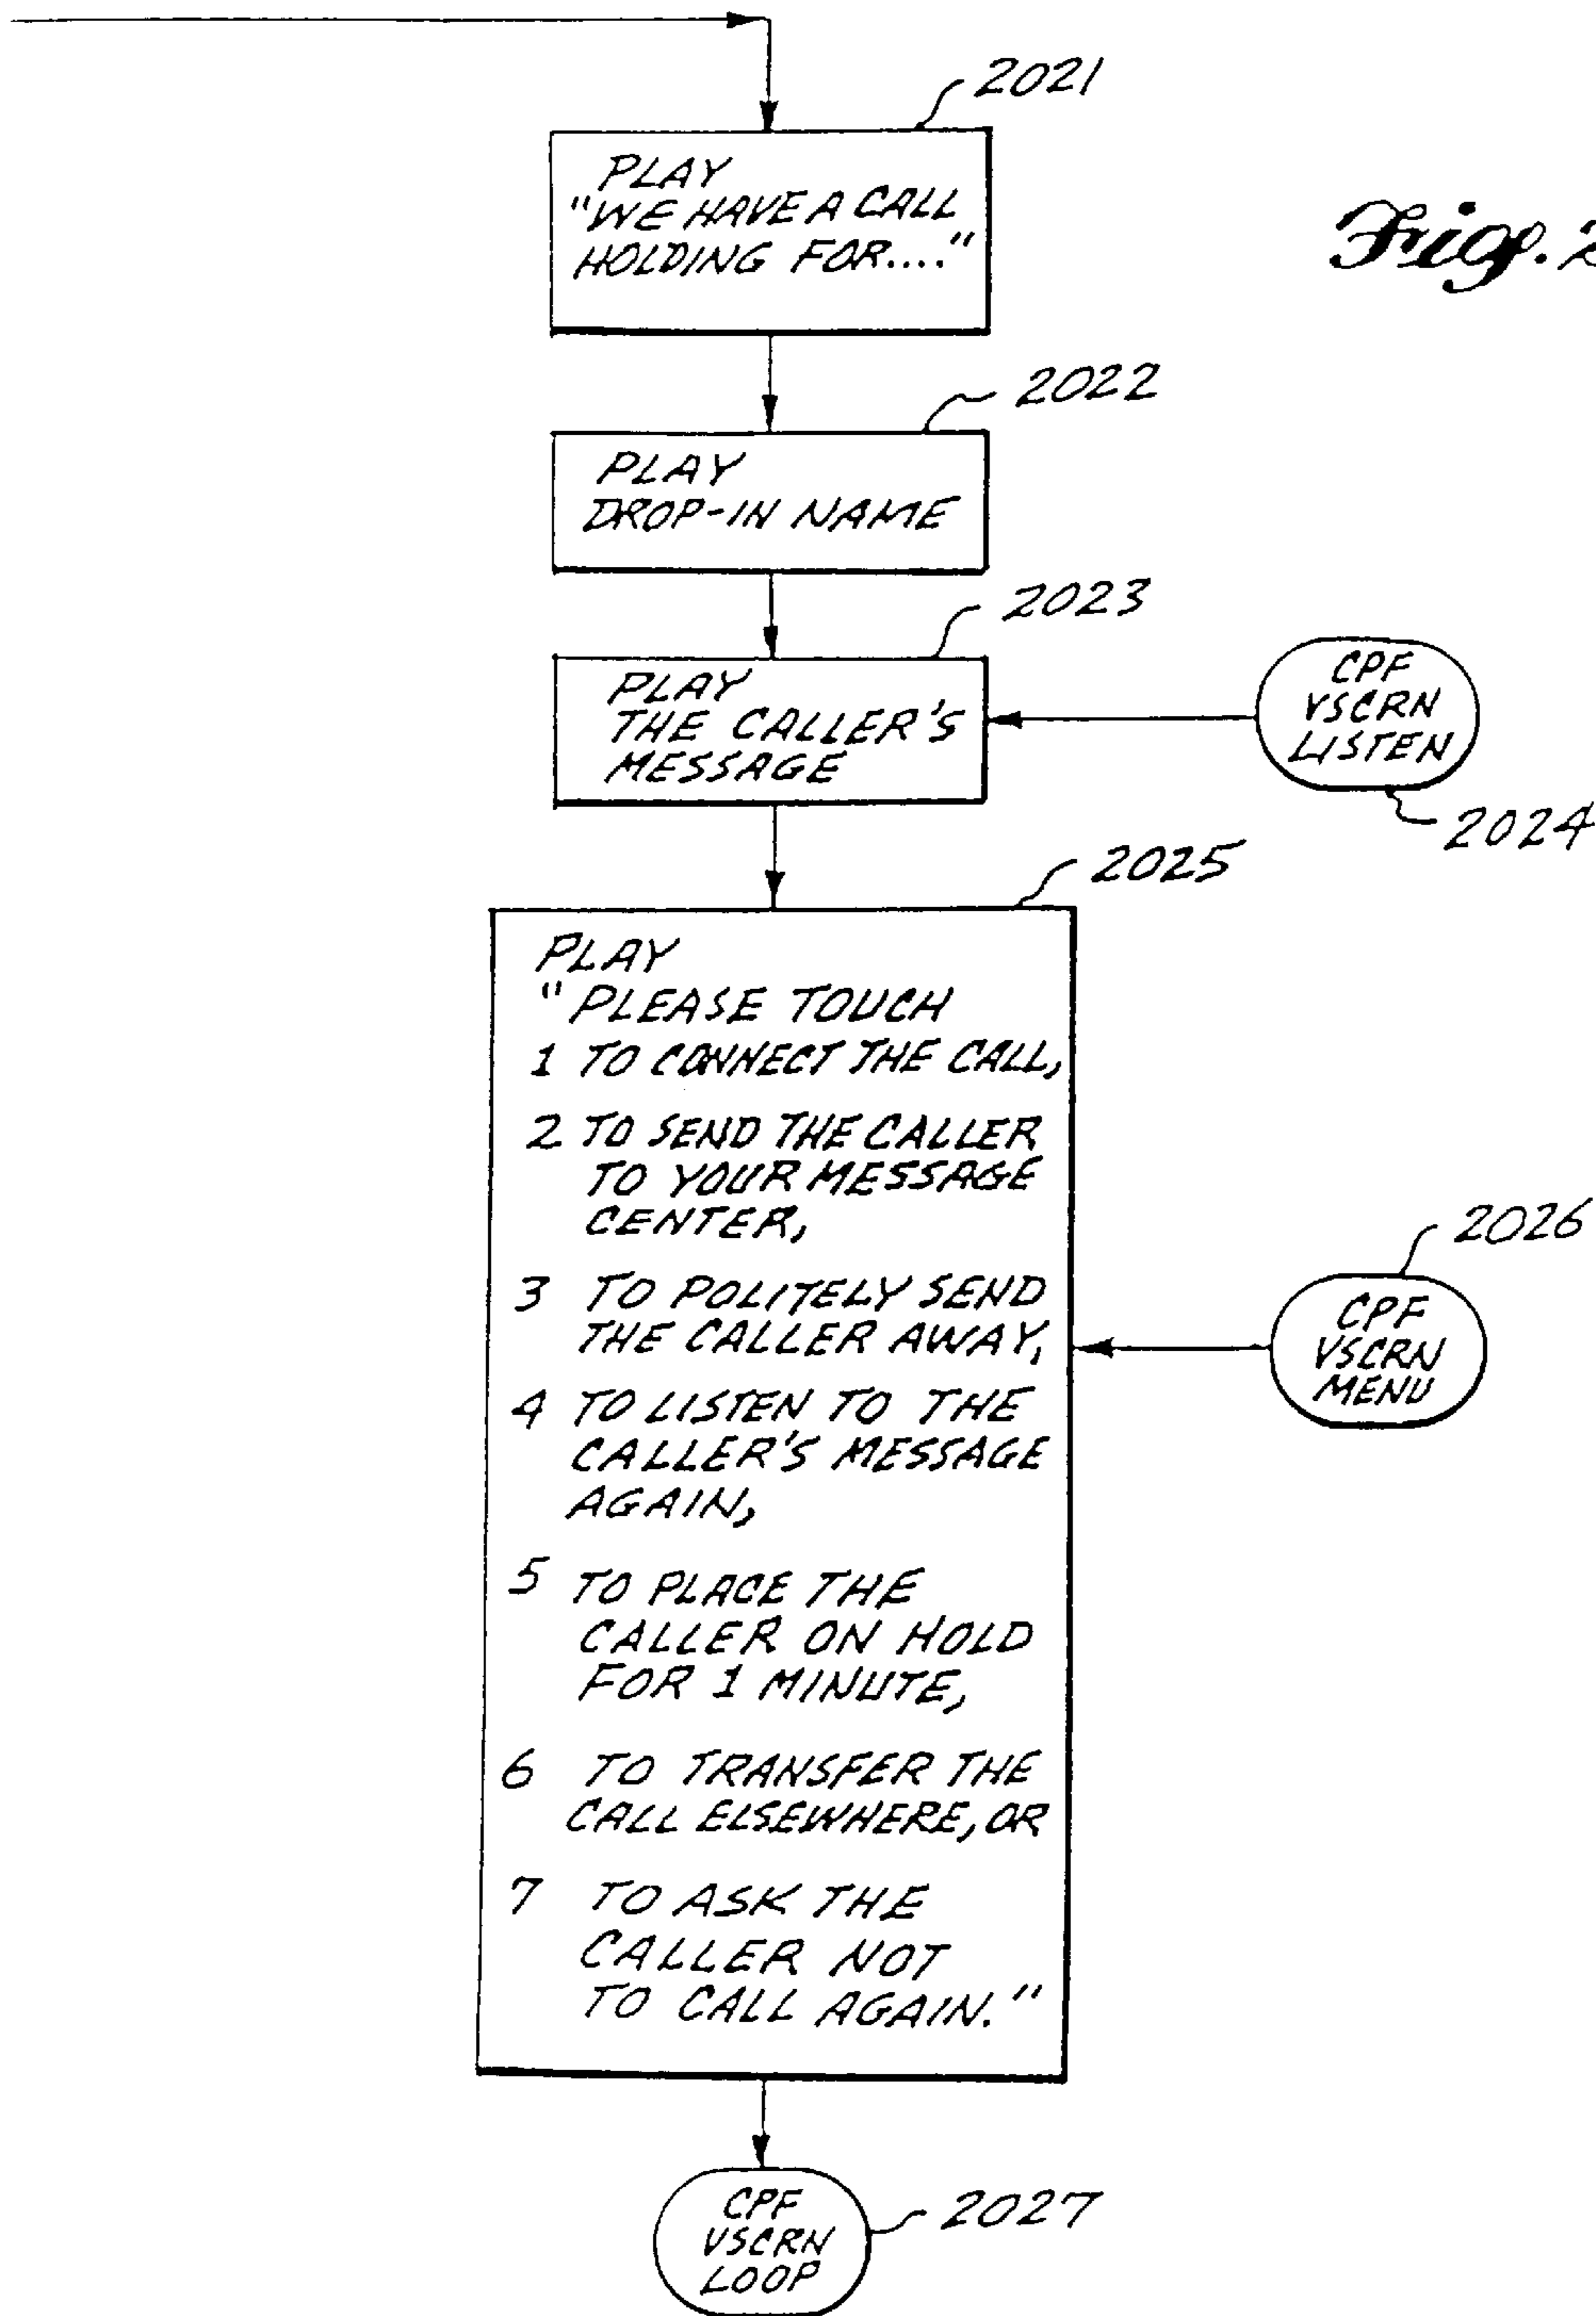 2021
PLAY
"WE HAVE A CALL
HOLDING FOR...."
Fig. 2
2022
PLAY
DROP-IN NAME
2023
PLAY
THE CALLER'S
MESSAGE
CPF
VSCRN
LISTEN
2024
2025
PLAY
"PLEASE TOUCH
1 TO CONNECT THE CALL,
2 TO SEND THE CALLER
TO YOUR MESSAGE
CENTER,
3 TO POLITELY SEND
THE CALLER AWAY,
4 TO LISTEN TO THE
CALLER'S MESSAGE
AGAIN,
5 TO PLACE THE
CALLER ON HOLD
FOR 1 MINUTE,
6 TO TRANSFER THE
CALL ELSEWHERE, OR
7 TO ASK THE
CALLER NOT
TO CALL AGAIN."
2026
CPF
VSCRN
MENU
CPF
VSCRN
LOOP
2027